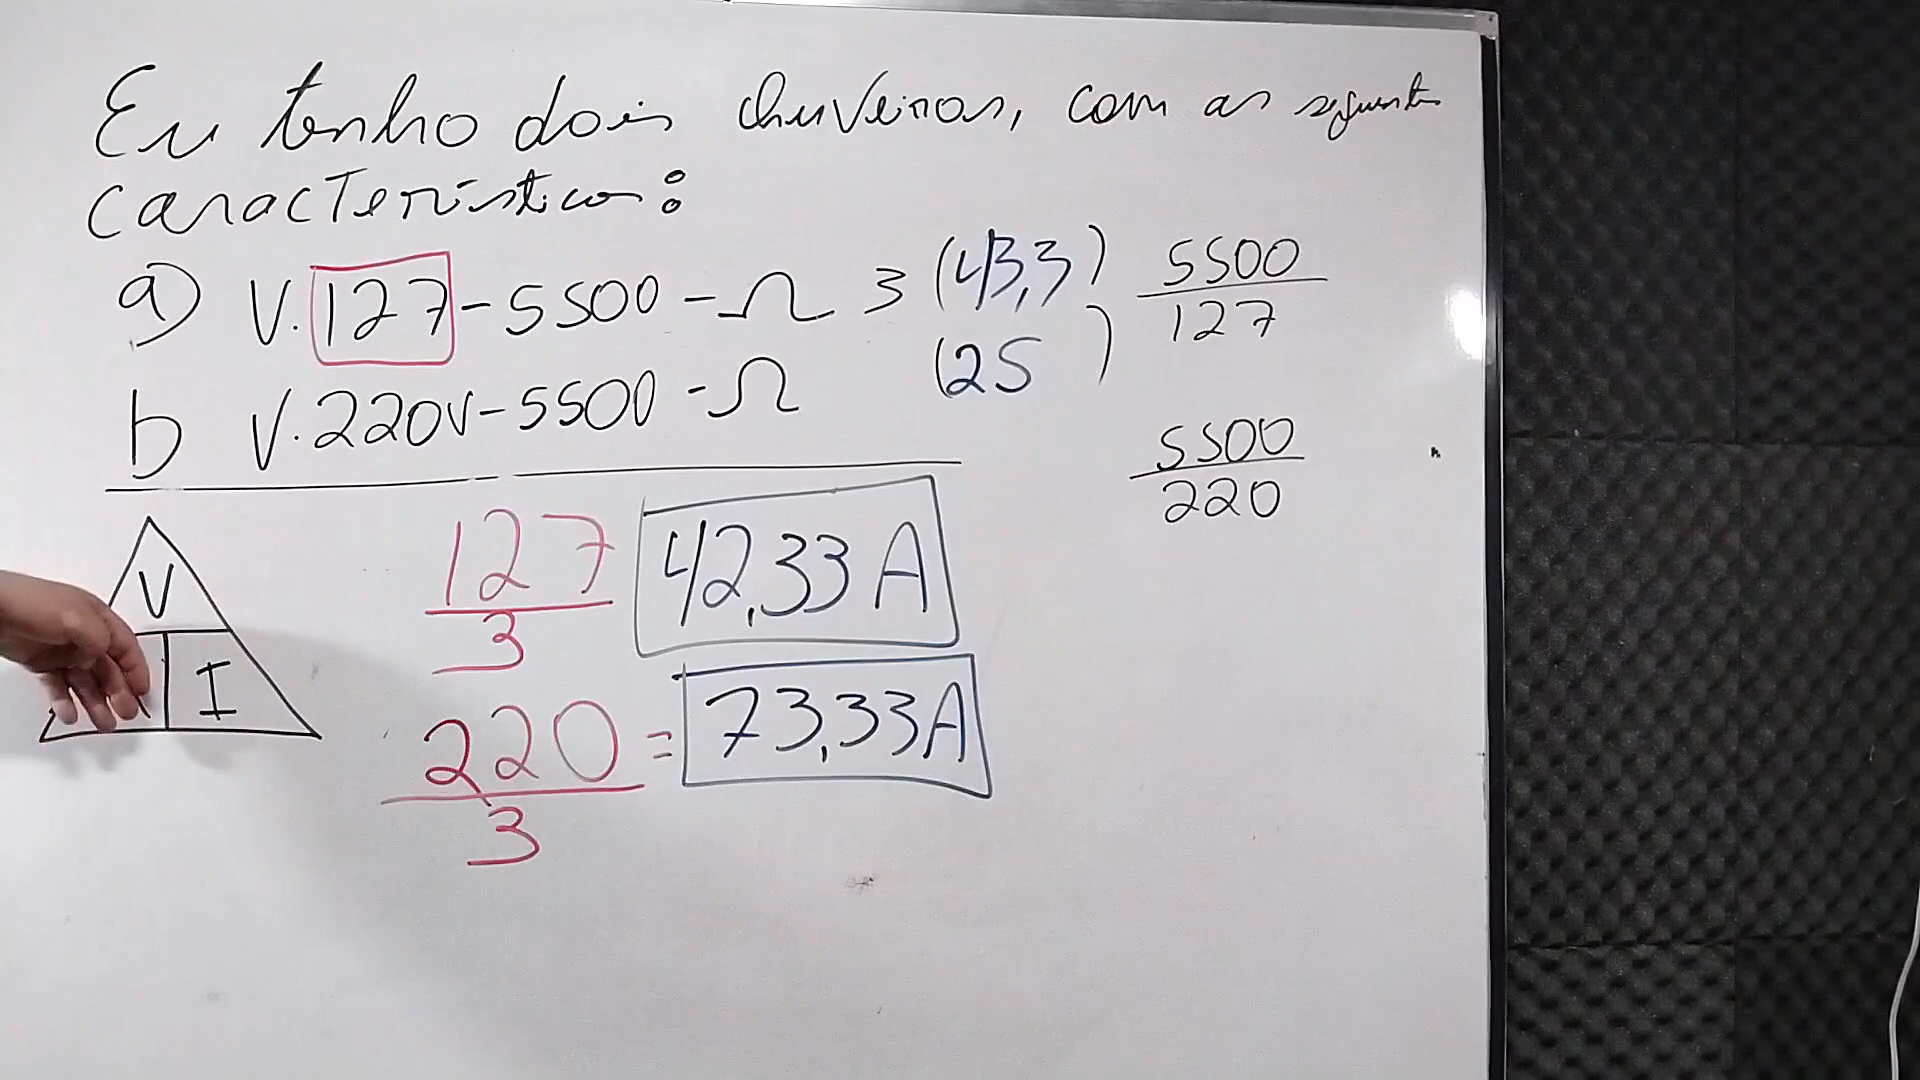 Eu tenho dois chuveiros, com as seguintes
características:
a) V.127-5500-Ω 3 (43,3)
b V.220V-5500-Ω (25 )
5500
127
5500
220
V
I
127
3
42,33 A
220
3
= 73,33A